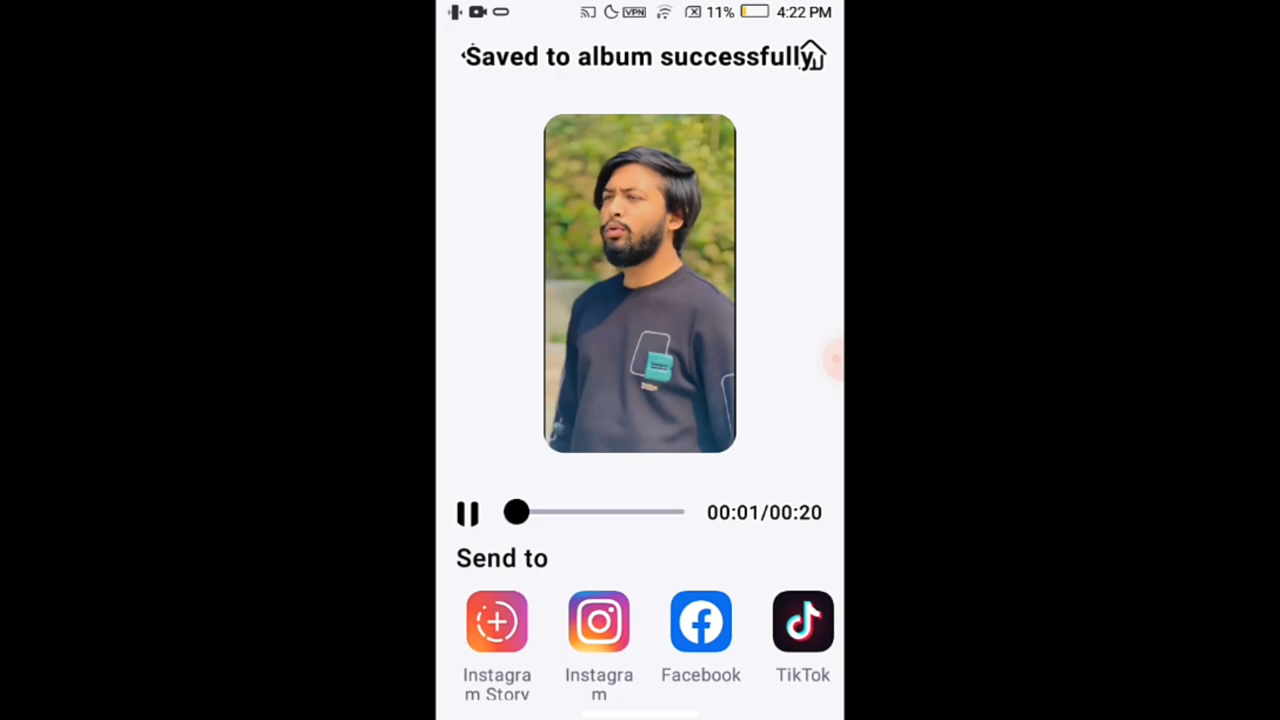 VPN 11% 4:22 PM
Saved to album successfully
00:01/00:20
Send to
Instagra
m Story
Instagra
m
Facebook
TikTok